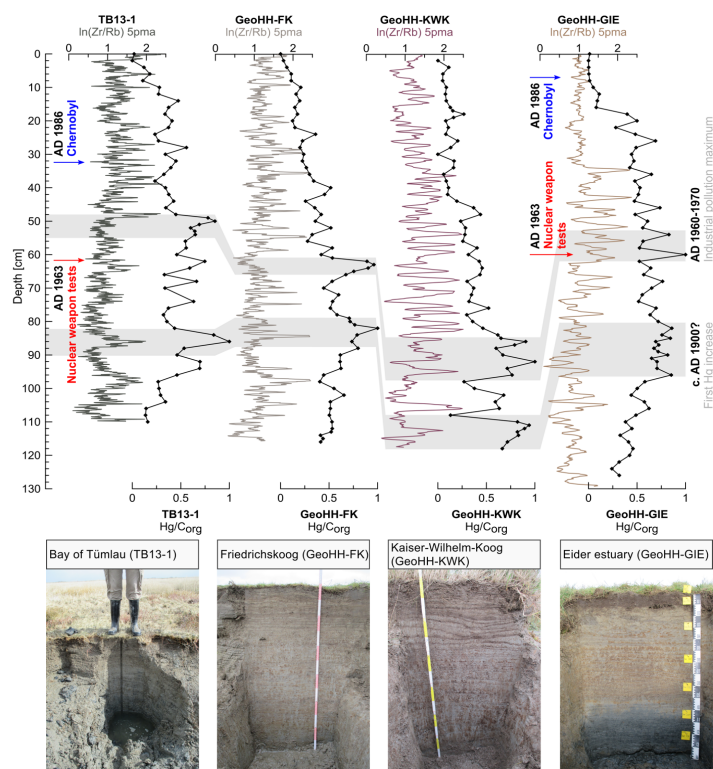 TB13-1
ln(Zr/Rb) 5pma
0 1 2
GeoHH-FK
ln(Zr/Rb) 5pma
0 1 2
GeoHH-KWK
ln(Zr/Rb) 5pma
0 1 2
GeoHH-GIE
ln(Zr/Rb) 5pma
0 1 2
Depth [cm]
0
10
20
30
40
50
60
70
80
90
100
110
120
130
AD 1986
Chernobyl
AD 1963
Nuclear weapon tests
AD 1986
Chernobyl
AD 1963
Nuclear weapon
tests
AD 1960-1970
Industrial pollution maximum
c. AD 1900?
First Hg increase
0 0.5 1
TB13-1
Hg/Corg
0 0.5 1
GeoHH-FK
Hg/Corg
0 0.5 1
GeoHH-KWK
Hg/Corg
0 0.5 1
GeoHH-GIE
Hg/Corg
Bay of Tümlau (TB13-1)
Friedrichskoog (GeoHH-FK)
Kaiser-Wilhelm-Koog
(GeoHH-KWK)
Eider estuary (GeoHH-GIE)